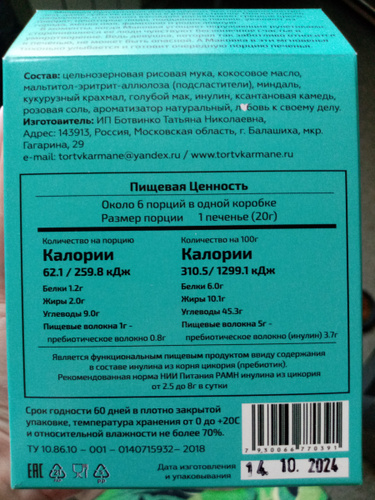 Состав: цельнозерновая рисовая мука, кокосовое масло,
мальтитол-эритрит-аллюлоза (подсластители), миндаль,
кукурузный крахмал, голубой мак, инулин, ксантановая камедь,
розовая соль, ароматизатор натуральный, любовь к своему делу.
Изготовитель: ИП Ботвинко Татьяна Николаевна,
Адрес: 143913, Россия, Московская область, г. Балашиха, мкр.
Гагарина, 29
e-mail: tortvkarmane@yandex.ru / www.tortvkarmane.ru
Пищевая Ценность
Около 6 порций в одной коробке
Размер порции 1 печенье (20г)
Количество на порцию Количество на 100г
Калории Калории
62.1 / 259.8 кДж 310.5/ 1299.1 кДж
Белки 1.2г Белки 6.0г
Жиры 2.0г Жиры 10.1г
Углеводы 9.0г Углеводы 45.3г
Пищевые волокна 1г - Пищевые волокна 5г -
пребиотическое волокно 0.8г пребиотическое волокно (инулин) 3.7г
Является функциональным пищевым продуктом ввиду содержания
в составе инулина из корня цикория (пребиотик).
Рекомендованная норма НИИ Питания РАМН инулина из цикория
от 2.5 до 8г в сутки
Срок годности 60 дней в плотно закрытой
упаковке, температура хранения от 0 до +20С
и относительной влажности не более 70%.
ТУ 10.86.10 – 001 – 0140715932– 2018
7 930066 770391
EAC PP
Дата изготовления
и упаковывания
14. 10. 2024